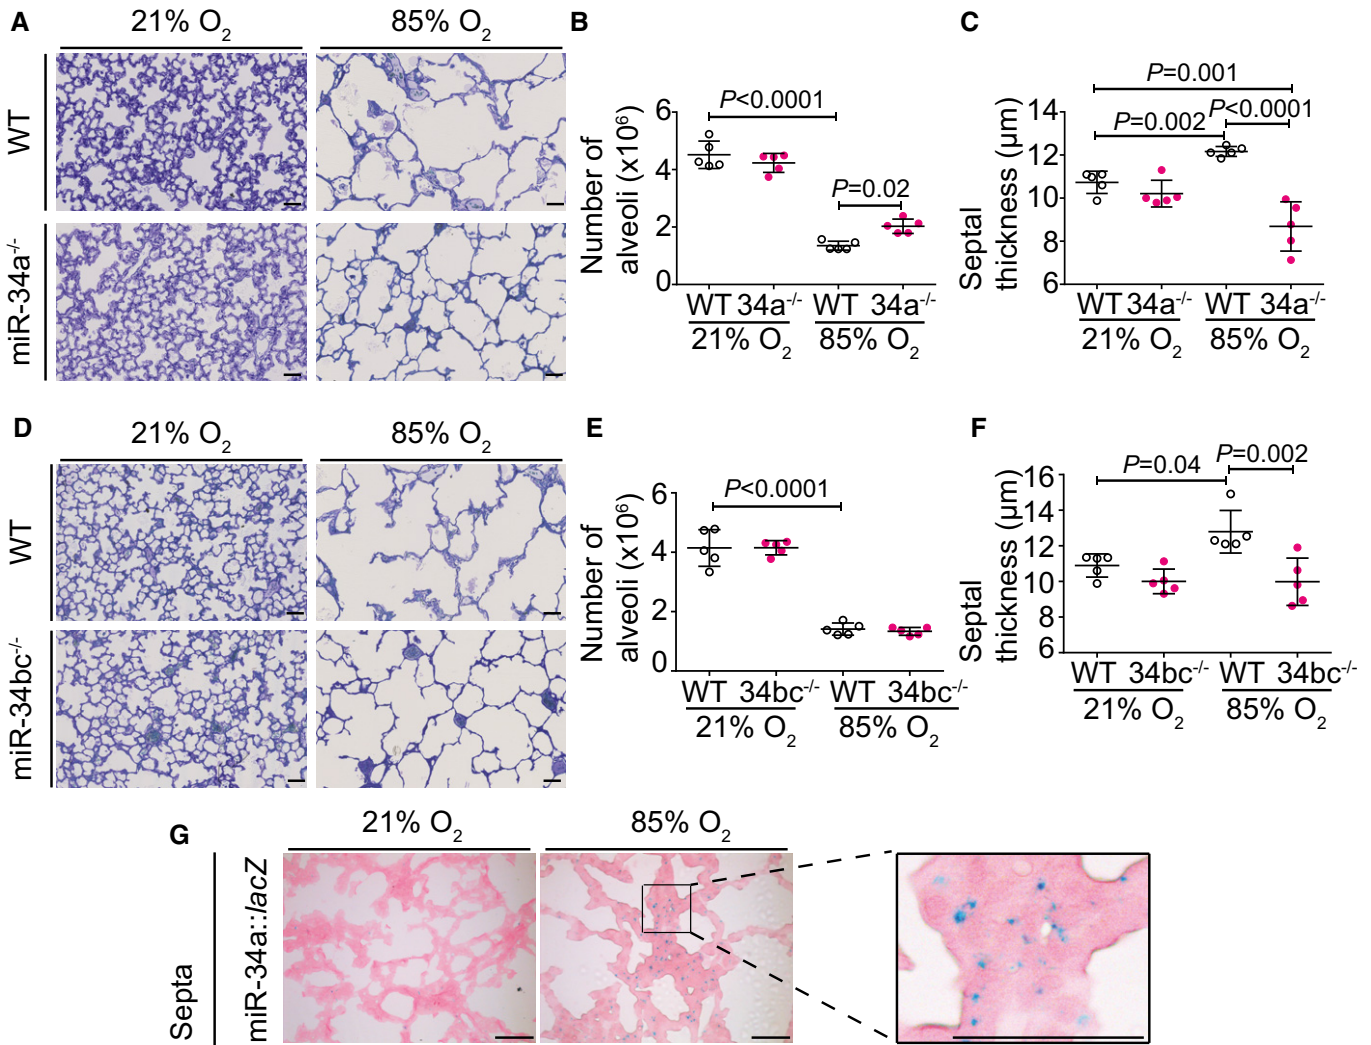 A
21% O2
85% O2
WT
miR-34a-/-
B
Number of
alveoli (x10^6)
6
4
2
0
P<0.0001
P=0.02
WT 34a-/- WT 34a-/-
21% O2 85% O2
C
Septal
thickness (µm)
14
12
10
8
6
P=0.001
P=0.002
P<0.0001
WT 34a-/- WT 34a-/-
21% O2 85% O2
D
21% O2
85% O2
WT
miR-34bc-/-
E
Number of
alveoli (x10^6)
6
4
2
0
P<0.0001
WT 34bc-/- WT 34bc-/-
21% O2 85% O2
F
Septal
thickness (µm)
16
14
12
10
8
6
P=0.04
P=0.002
WT 34bc-/- WT 34bc-/-
21% O2 85% O2
G
21% O2
85% O2
Septa
miR-34a::lacZ